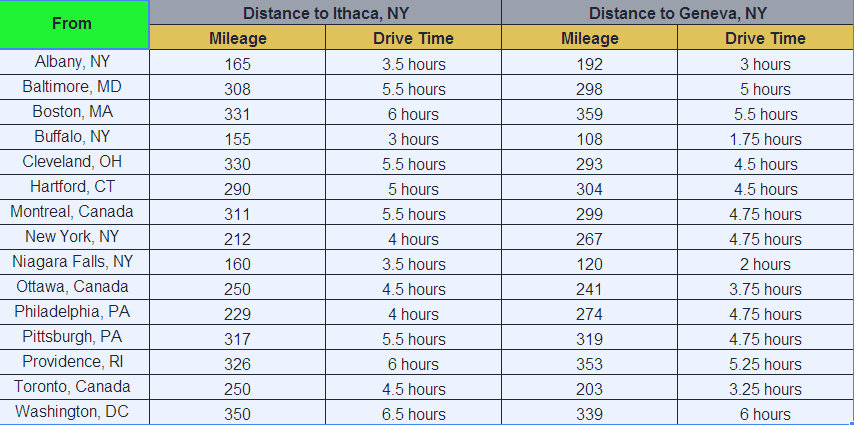 From Distance to Ithaca, NY Distance to Geneva, NY
Mileage Drive Time Mileage Drive Time
Albany, NY 165 3.5 hours 192 3 hours
Baltimore, MD 308 5.5 hours 298 5 hours
Boston, MA 331 6 hours 359 5.5 hours
Buffalo, NY 155 3 hours 108 1.75 hours
Cleveland, OH 330 5.5 hours 293 4.5 hours
Hartford, CT 290 5 hours 304 4.5 hours
Montreal, Canada 311 5.5 hours 299 4.75 hours
New York, NY 212 4 hours 267 4.75 hours
Niagara Falls, NY 160 3.5 hours 120 2 hours
Ottawa, Canada 250 4.5 hours 241 3.75 hours
Philadelphia, PA 229 4 hours 274 4.75 hours
Pittsburgh, PA 317 5.5 hours 319 4.75 hours
Providence, RI 326 6 hours 353 5.25 hours
Toronto, Canada 250 4.5 hours 203 3.25 hours
Washington, DC 350 6.5 hours 339 6 hours